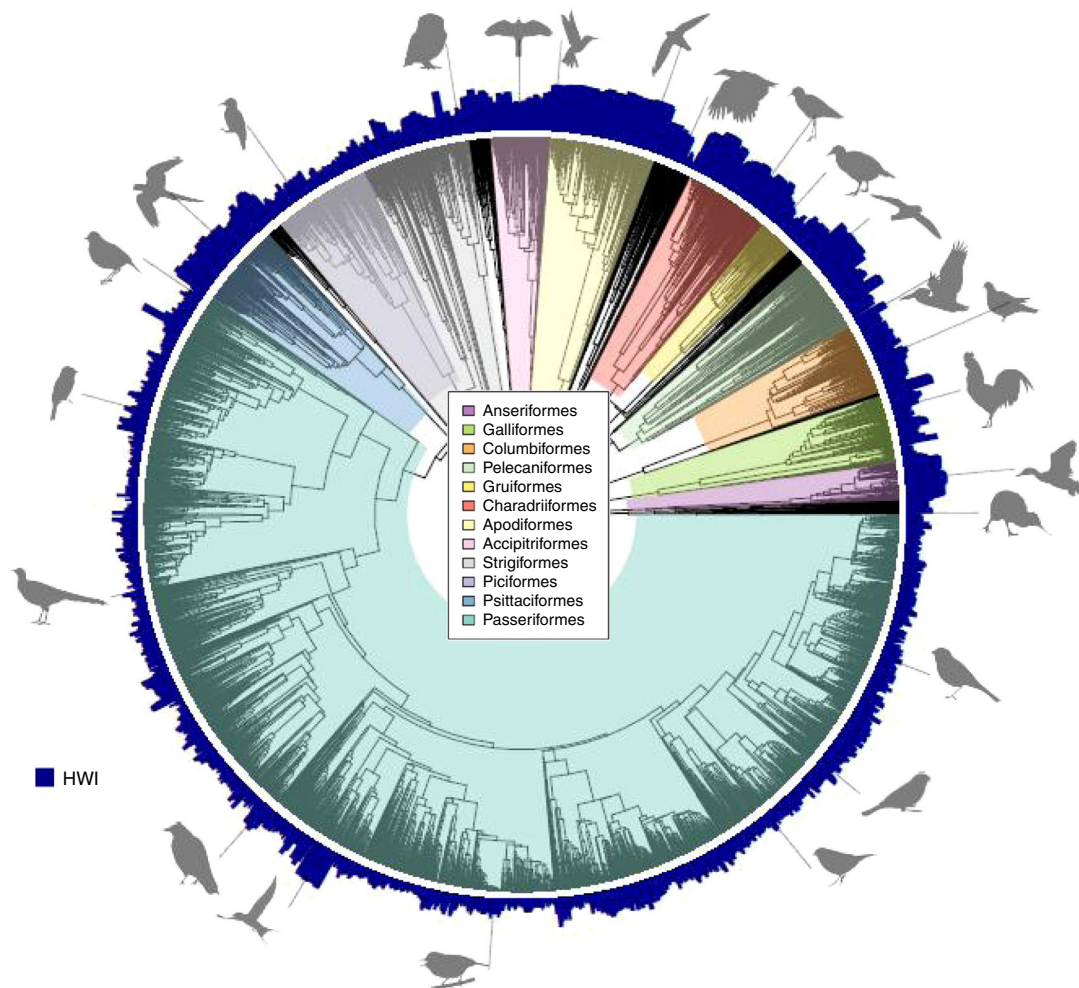 Anseriformes
Galliformes
Columbiformes
Pelecaniformes
Gruiformes
Charadriiformes
Apodiformes
Accipitriformes
Strigiformes
Piciformes
Psittaciformes
Passeriformes
HWI